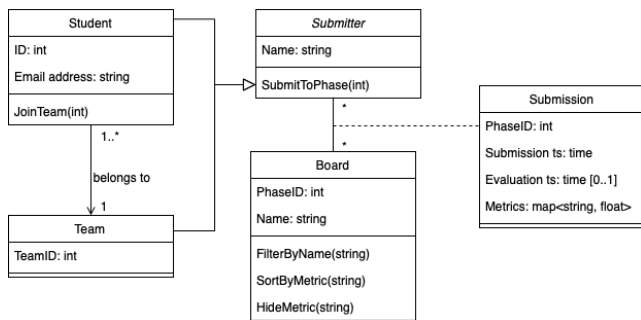 Student
ID: int
Email address: string
JoinTeam(int)
1..*
belongs to
1
Team
TeamID: int
Submitter
Name: string
SubmitToPhase(int)
*
*
Board
PhaseID: int
Name: string
FilterByName(string)
SortByMetric(string)
HideMetric(string)
Submission
PhaseID: int
Submission ts: time
Evaluation ts: time [0..1]
Metrics: map<string, float>